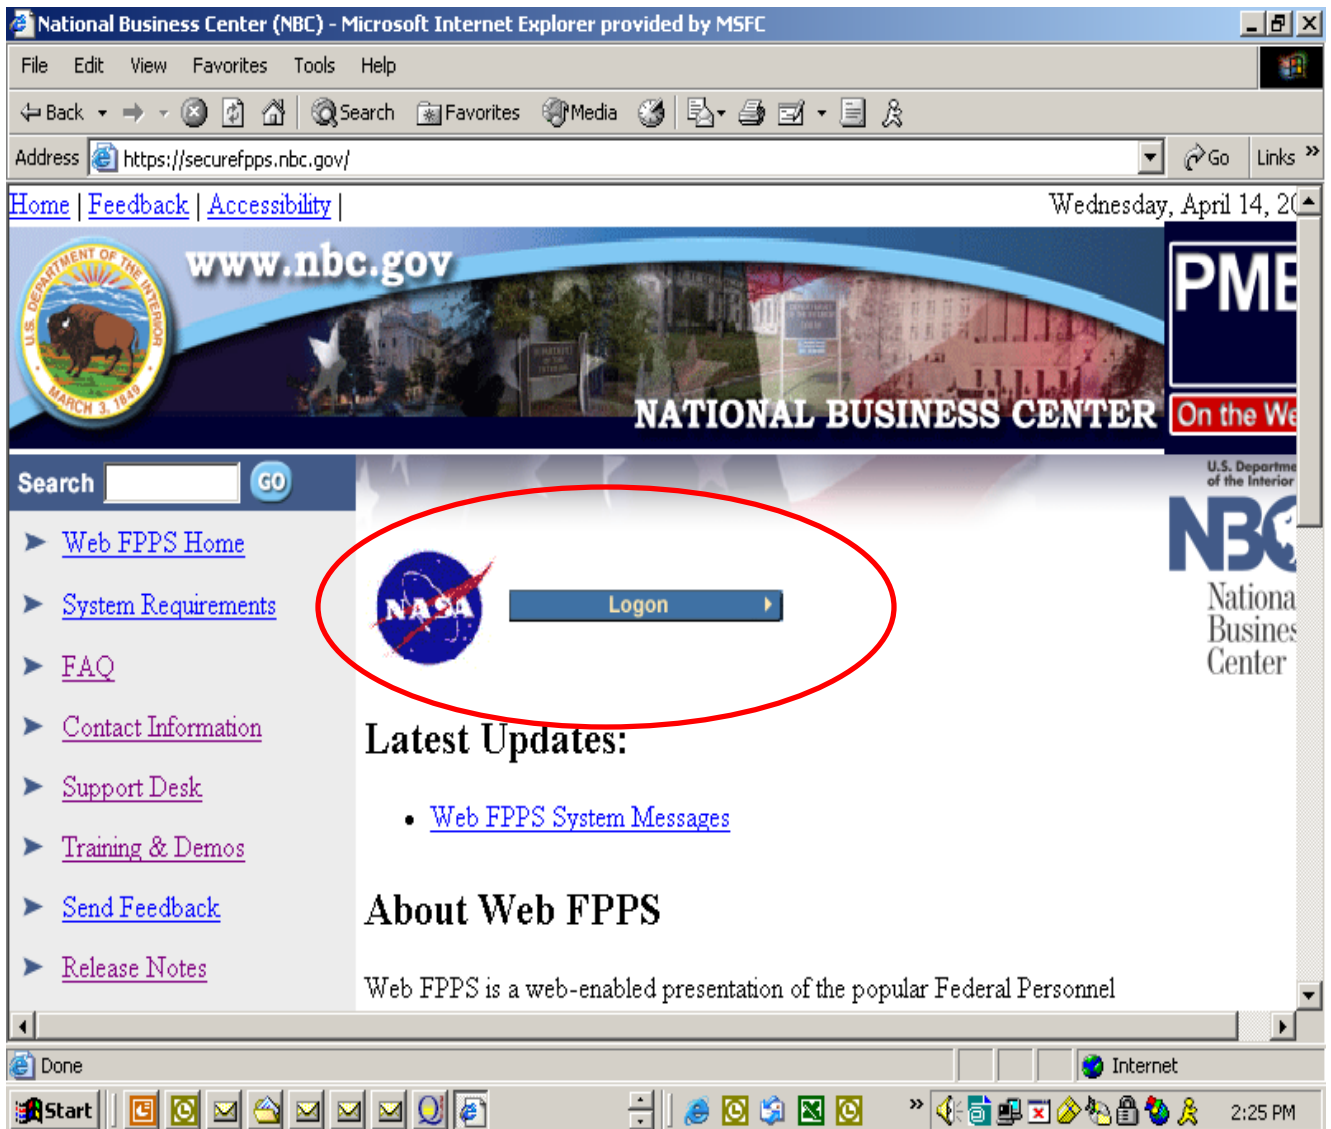 National Business Center (NBC) - Microsoft Internet Explorer provided by MSFC
File Edit View Favorites Tools Help
Back Search Favorites Media
Address https://securefpps.nbc.gov/ Go Links »
Home | Feedback | Accessibility | Wednesday, April 14, 20
U.S. DEPARTMENT OF THE INTERIOR
MARCH 3, 1849
www.nbc.gov
NATIONAL BUSINESS CENTER
PMB
On the We
Search GO
U.S. Departme
of the Interior
NBC
Nationa
Busines
Center
Web FPPS Home
System Requirements
FAQ
Contact Information
Support Desk
Training & Demos
Send Feedback
Release Notes
NASA
Logon
Latest Updates:
• Web FPPS System Messages
About Web FPPS
Web FPPS is a web-enabled presentation of the popular Federal Personnel
Done Internet
Start » 2:25 PM